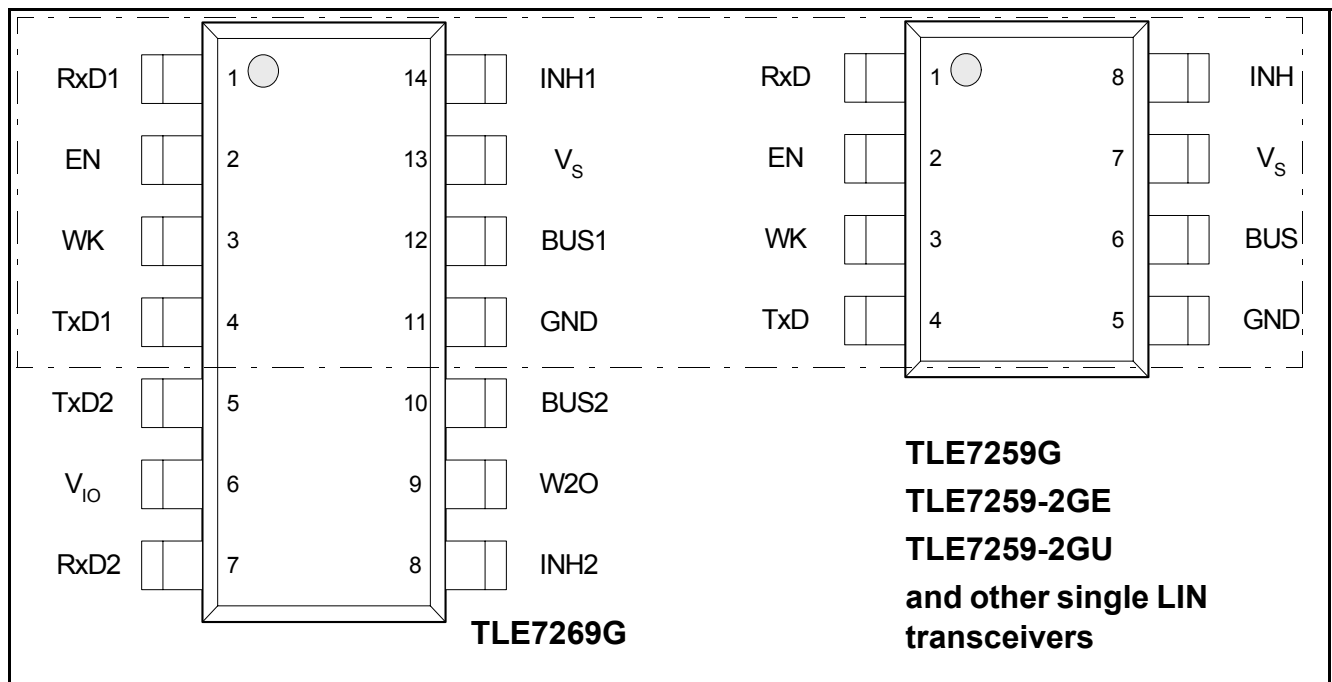 RxD1 1 14 INH1 RxD 1 8 INH
EN 2 13 VS EN 2 7 VS
WK 3 12 BUS1 WK 3 6 BUS
TxD1 4 11 GND TxD 4 5 GND
TxD2 5 10 BUS2
VIO 6 9 W2O
RxD2 7 8 INH2
TLE7269G
TLE7259G
TLE7259-2GE
TLE7259-2GU
and other single LIN
transceivers